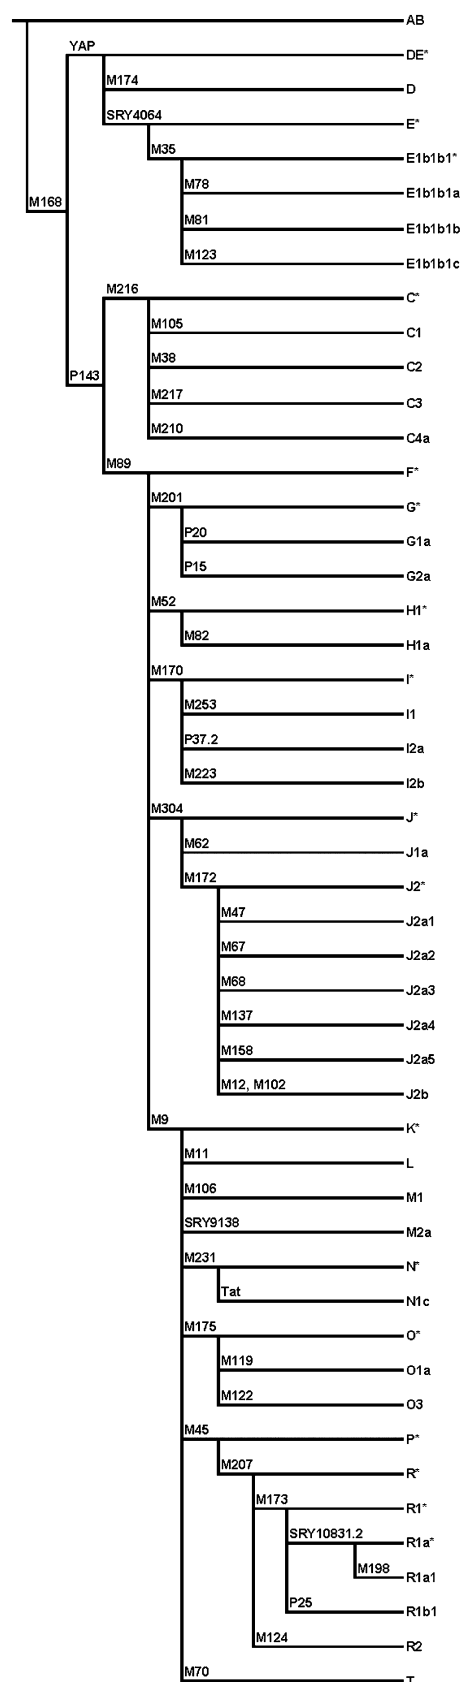 AB
YAP DE*
M174 D
SRY4064 E*
M35 E1b1b1*
M78 E1b1b1a
M168
M81 E1b1b1b
M123 E1b1b1c
M216 C*
M105 C1
M38 C2
P143
M217 C3
M210 C4a
M89 F*
M201 G*
P20 G1a
P15 G2a
M52 H1*
M82 H1a
M170 I*
M253 I1
P37.2 I2a
M223 I2b
M304 J*
M62 J1a
M172 J2*
M47 J2a1
M67 J2a2
M68 J2a3
M137 J2a4
M158 J2a5
M12, M102 J2b
M9 K*
M11 L
M106 M1
SRY9138 M2a
M231 N*
Tat N1c
M175 O*
M119 O1a
M122 O3
M45 P*
M207 R*
M173 R1*
SRY10831.2 R1a*
M198 R1a1
P25 R1b1
M124 R2
M70 T